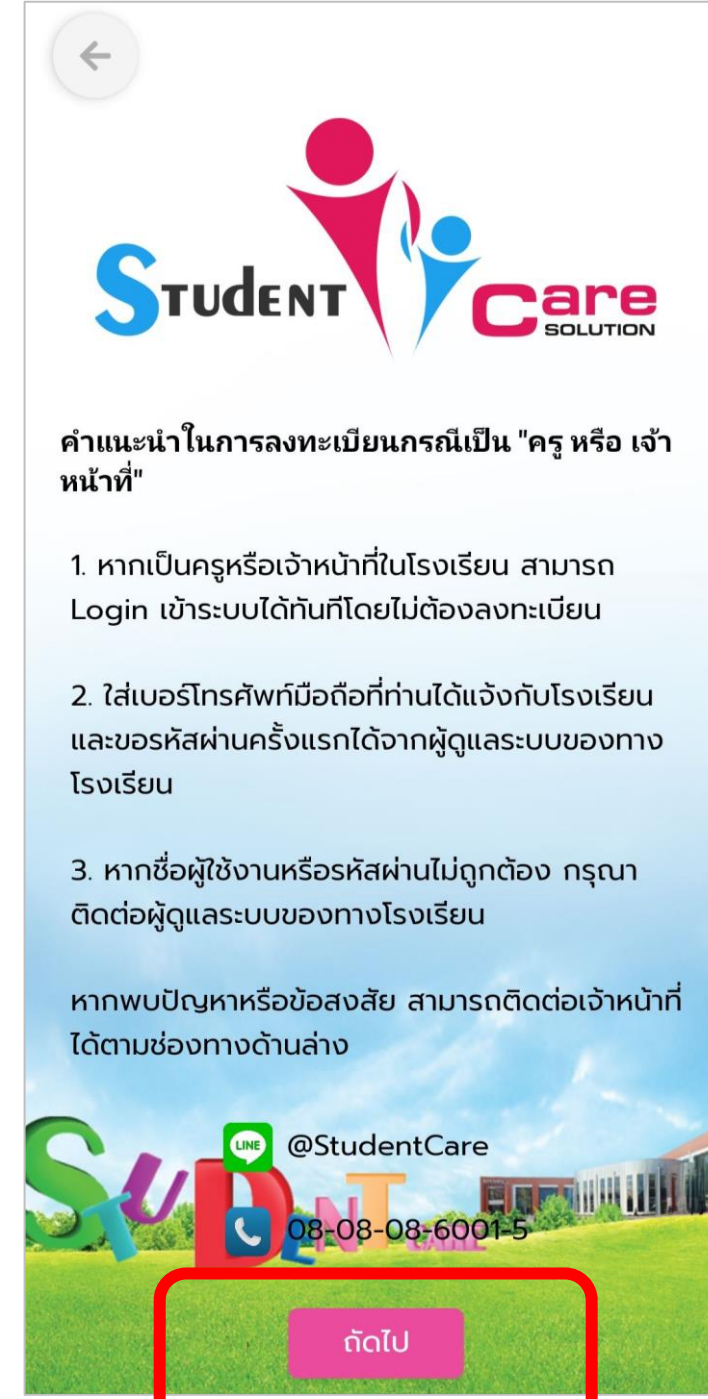 STUDENT Care
SOLUTION
คำแนะนำในการลงทะเบียนกรณีเป็น "ครู หรือ เจ้า
หน้าที่"
1. หากเป็นครูหรือเจ้าหน้าที่ในโรงเรียน สามารถ
Login เข้าระบบได้ทันทีโดยไม่ต้องลงทะเบียน
2. ใส่เบอร์โทรศัพท์มือถือที่ท่านได้แจ้งกับโรงเรียน
และขอรหัสผ่านครั้งแรกได้จากผู้ดูแลระบบของทาง
โรงเรียน
3. หากชื่อผู้ใช้งานหรือรหัสผ่านไม่ถูกต้อง กรุณา
ติดต่อผู้ดูแลระบบของทางโรงเรียน
หากพบปัญหาหรือข้อสงสัย สามารถติดต่อเจ้าหน้าที่
ได้ตามช่องทางด้านล่าง
LINE @StudentCare
STUDENT
08-08-08-6001-5
ถัดไป